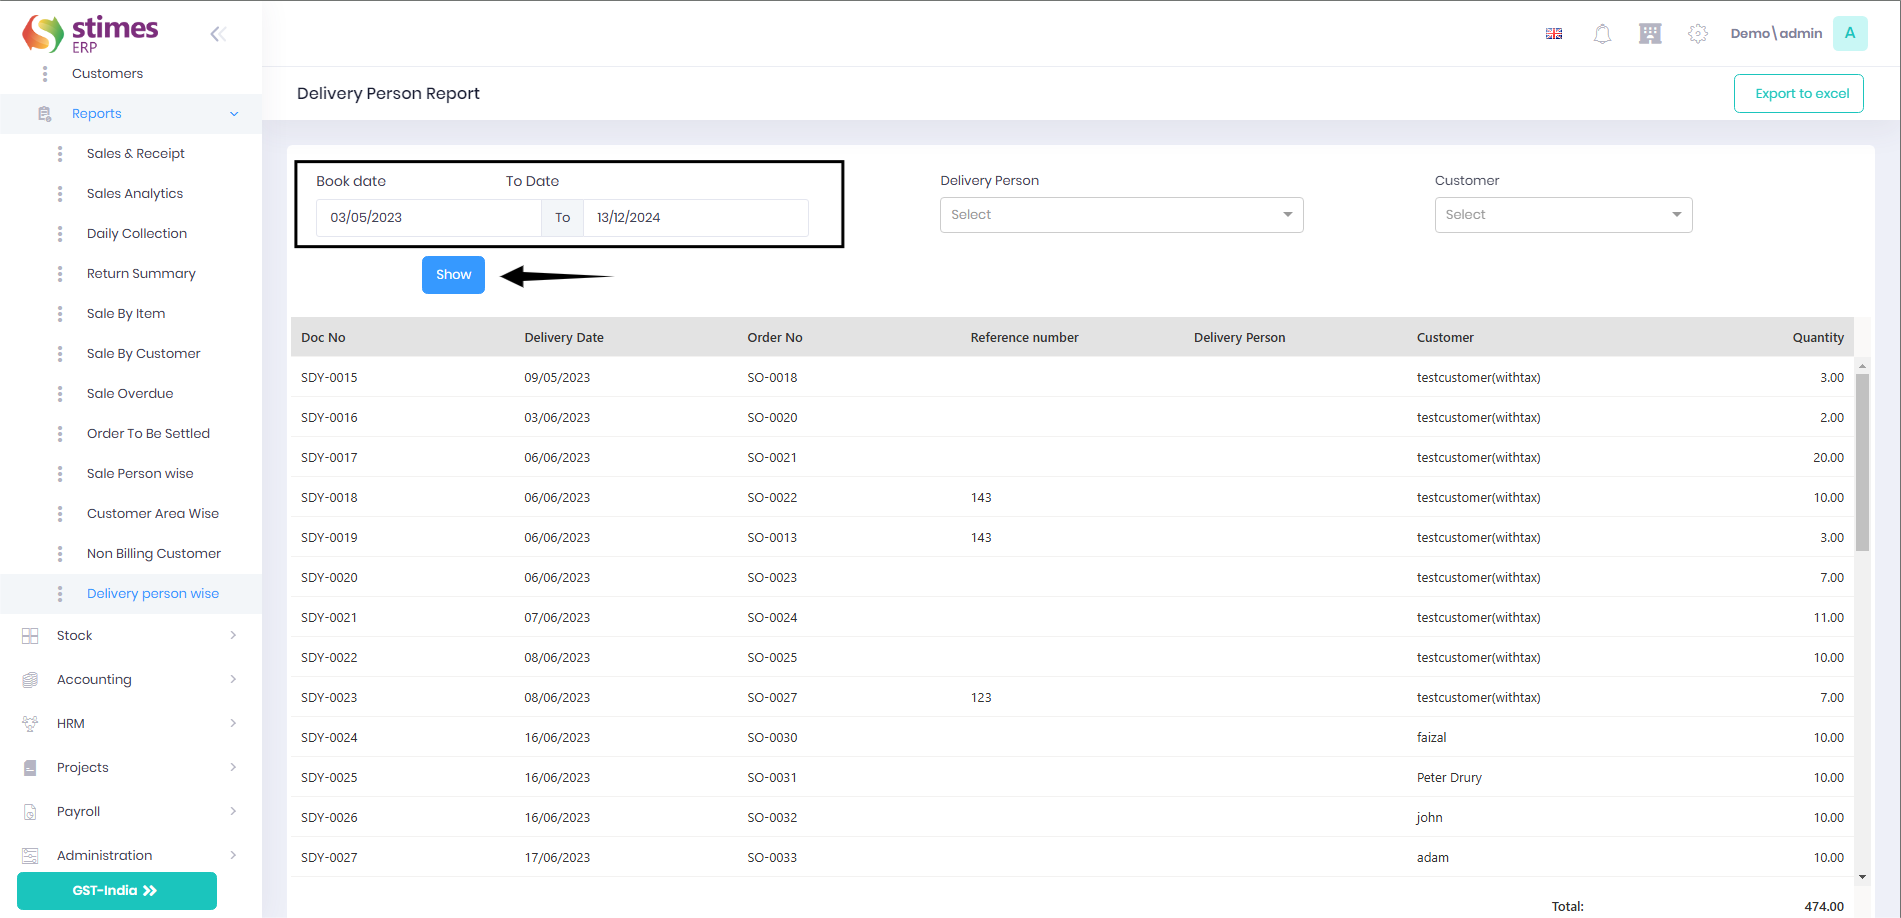 stimes
ERP
Customers
Reports
Sales & Receipt
Sales Analytics
Daily Collection
Return Summary
Sale By Item
Sale By Customer
Sale Overdue
Order To Be Settled
Sale Person wise
Customer Area Wise
Non Billing Customer
Delivery person wise
Stock
Accounting
HRM
Projects
Payroll
Administration
GST-India
Demo\admin A
Delivery Person Report
Export to excel
Book date To Date
03/05/2023 To 13/12/2024
Delivery Person
Select
Customer
Select
Show
Doc No Delivery Date Order No Reference number Delivery Person Customer Quantity
SDY-0015 09/05/2023 SO-0018 testcustomer(withtax) 3.00
SDY-0016 03/06/2023 SO-0020 testcustomer(withtax) 2.00
SDY-0017 06/06/2023 SO-0021 testcustomer(withtax) 20.00
SDY-0018 06/06/2023 SO-0022 143 testcustomer(withtax) 10.00
SDY-0019 06/06/2023 SO-0013 143 testcustomer(withtax) 3.00
SDY-0020 06/06/2023 SO-0023 testcustomer(withtax) 7.00
SDY-0021 07/06/2023 SO-0024 testcustomer(withtax) 11.00
SDY-0022 08/06/2023 SO-0025 testcustomer(withtax) 10.00
SDY-0023 08/06/2023 SO-0027 123 testcustomer(withtax) 7.00
SDY-0024 16/06/2023 SO-0030 faizal 10.00
SDY-0025 16/06/2023 SO-0031 Peter Drury 10.00
SDY-0026 16/06/2023 SO-0032 john 10.00
SDY-0027 17/06/2023 SO-0033 adam 10.00
Total: 474.00